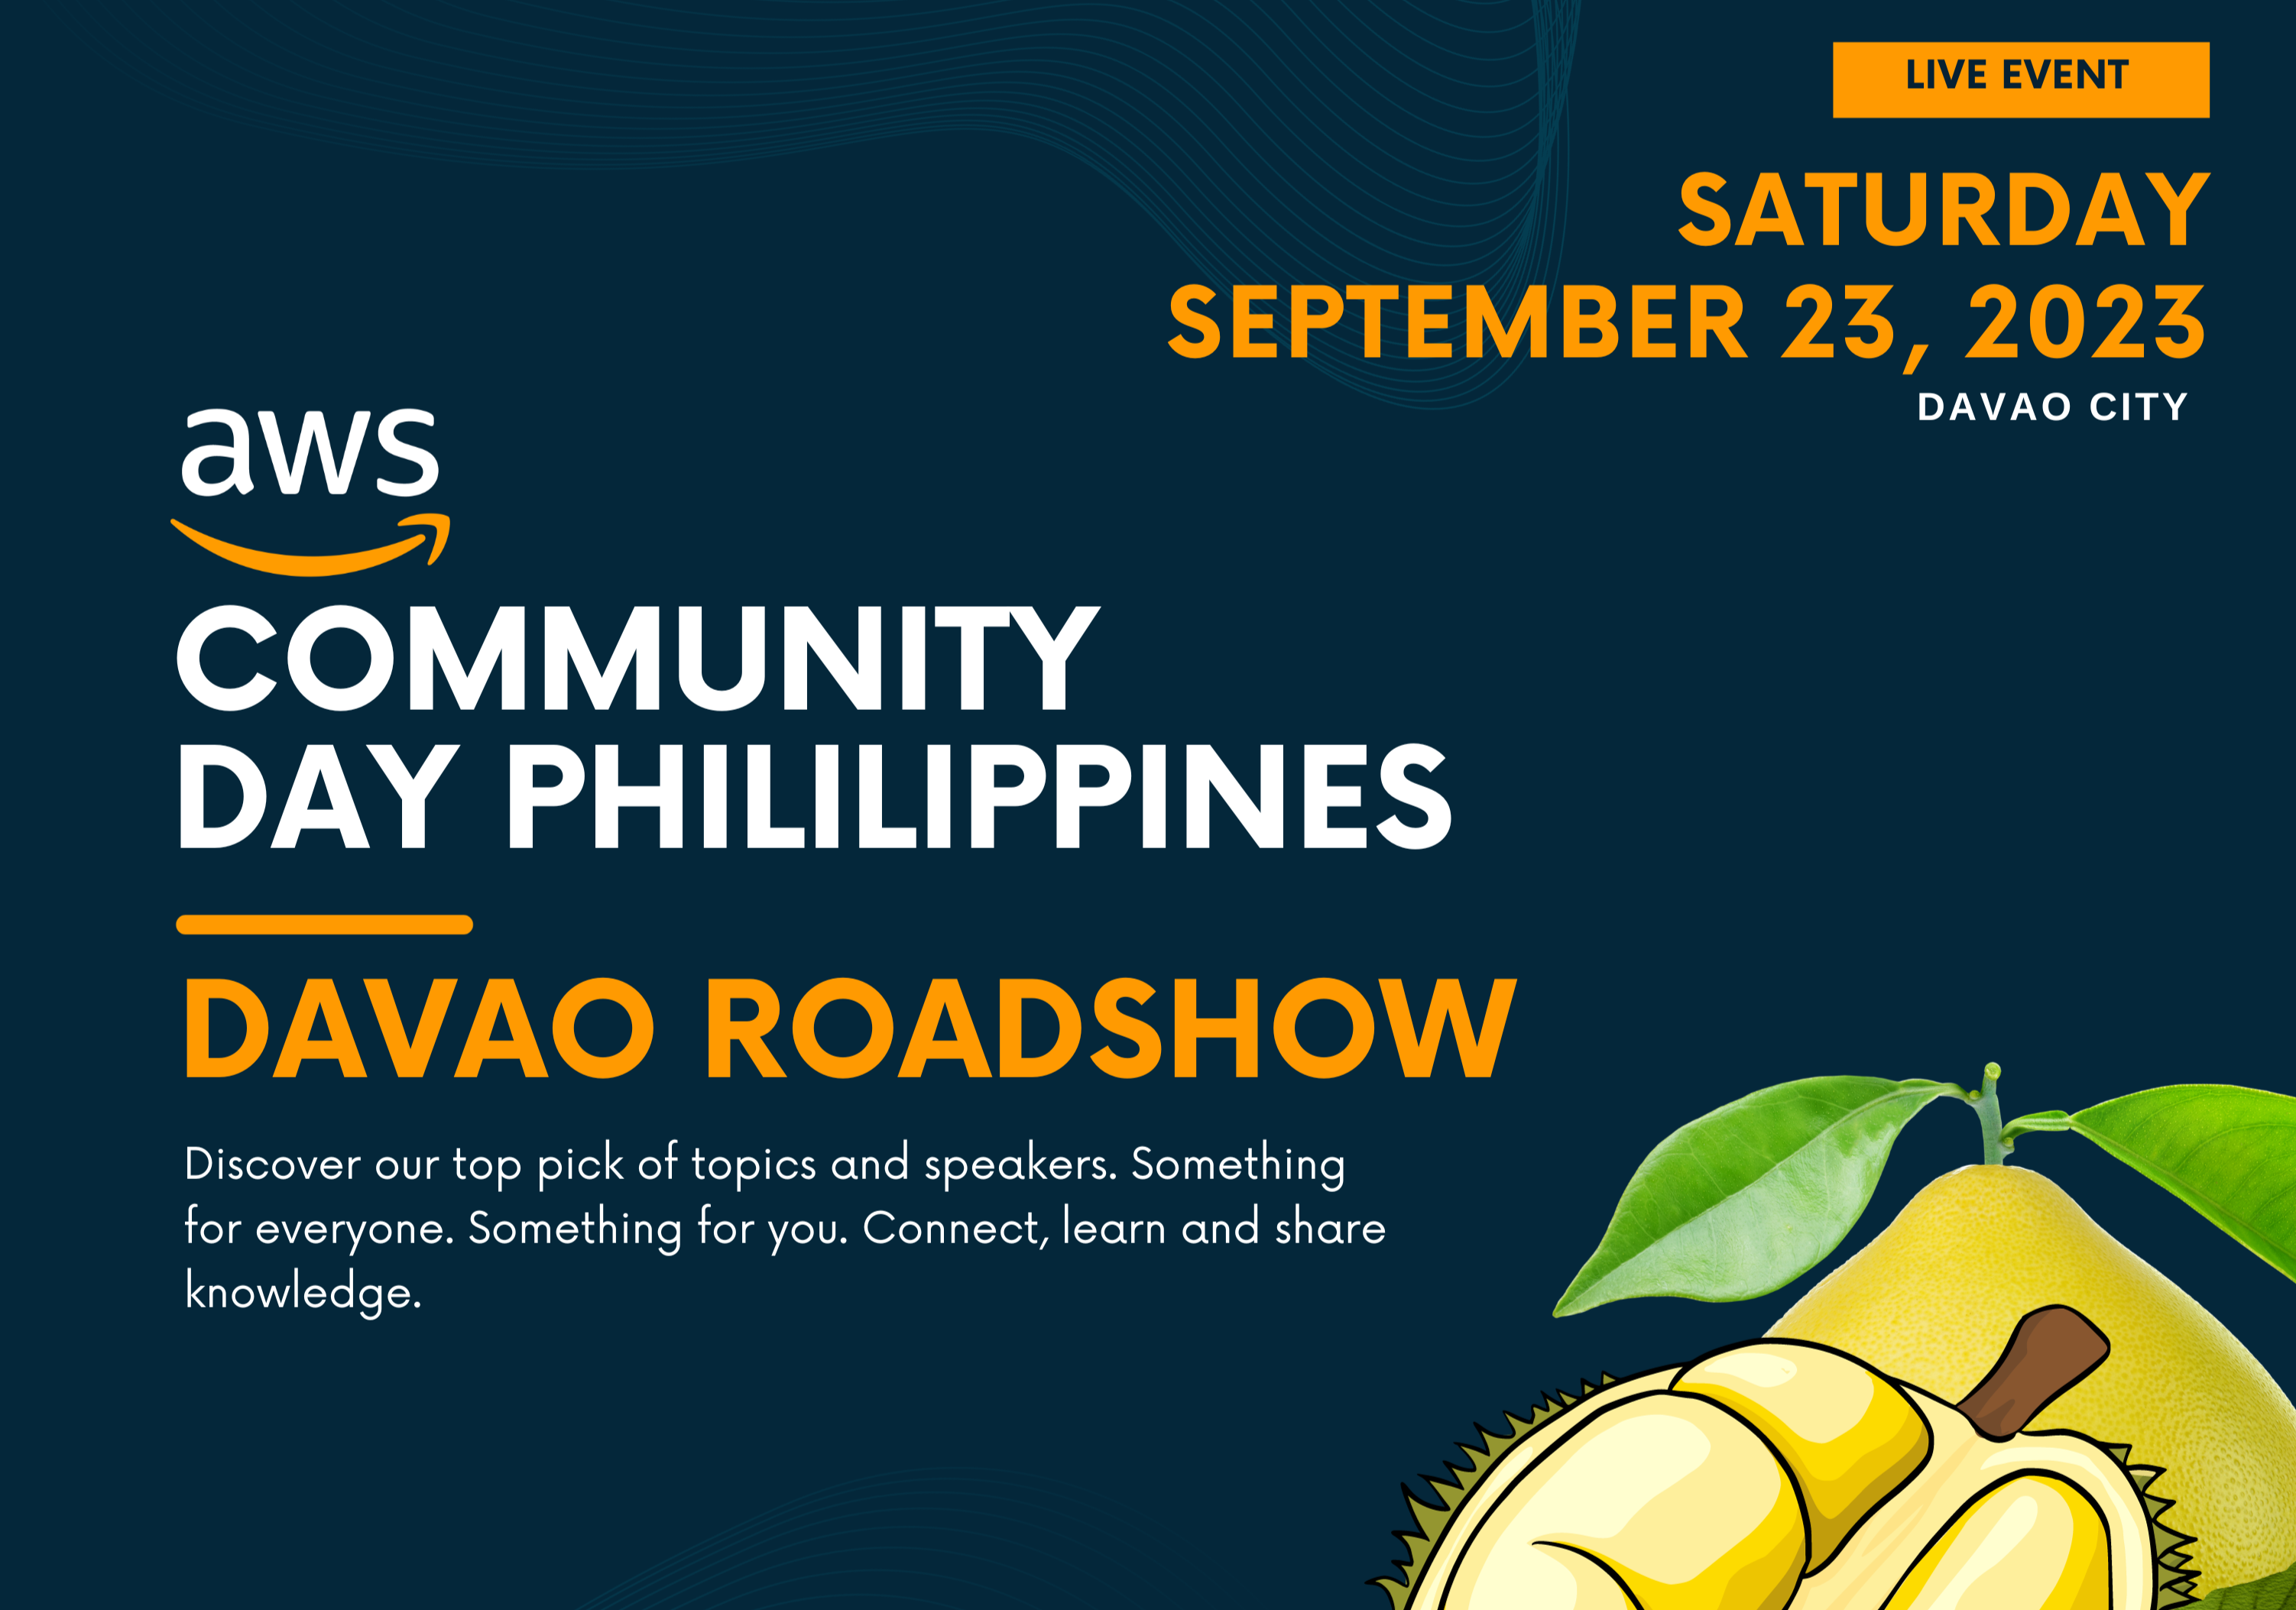 LIVE EVENT
SATURDAY
SEPTEMBER 23, 2023
DAVAO CITY
aws
COMMUNITY
DAY PHILILIPPINES
DAVAO ROADSHOW
Discover our top pick of topics and speakers. Something
for everyone. Something for you. Connect, learn and share
knowledge.